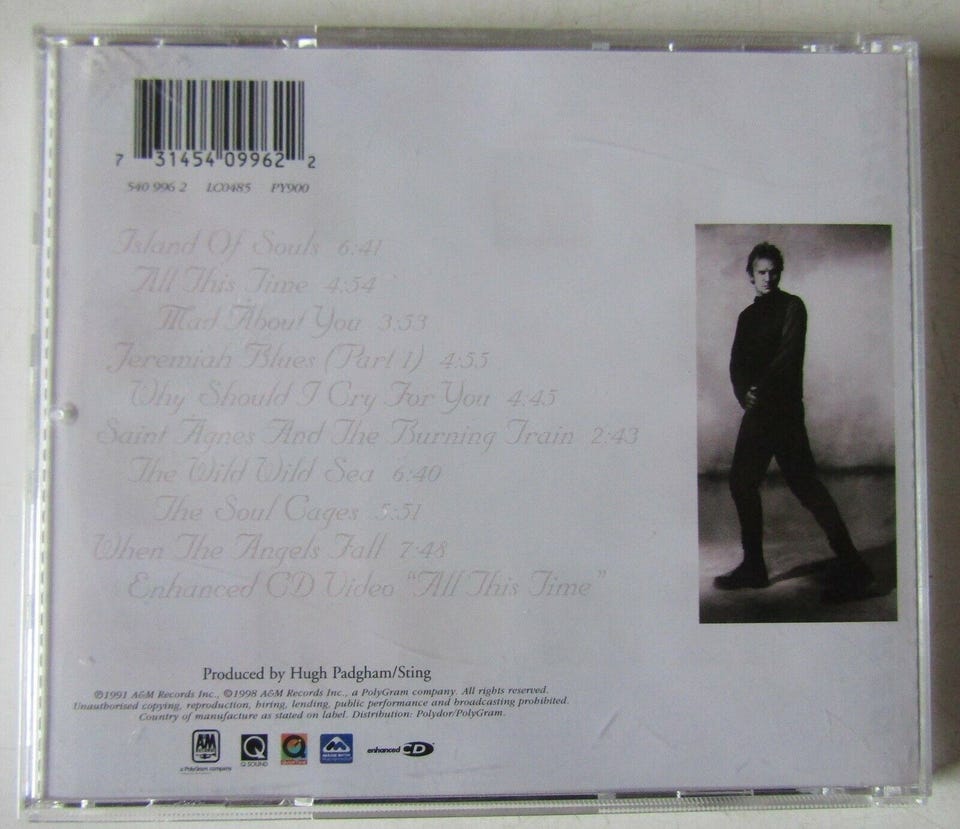 7 31454 09962 2
540 996 2 LC0485 PY900
Island Of Souls 6:41
All This Time 4:54
Mad About You 3:53
Jeremiah Blues (Part 1) 4:55
Why Should I Cry For You 4:45
Saint Agnes And The Burning Train 2:43
The Wild Wild Sea 6:40
The Soul Cages 5:51
When The Angels Fall 7:48
Enhanced CD Video "All This Time"
Produced by Hugh Padgham/Sting
℗1991 A&M Records Inc., ©1998 A&M Records Inc., a PolyGram company. All rights reserved.
Unauthorised copying, reproduction, hiring, lending, public performance and broadcasting prohibited.
Country of manufacture as stated on label. Distribution: Polydor/PolyGram.
A&M
a PolyGram company
Q SOUND
enhanced CD